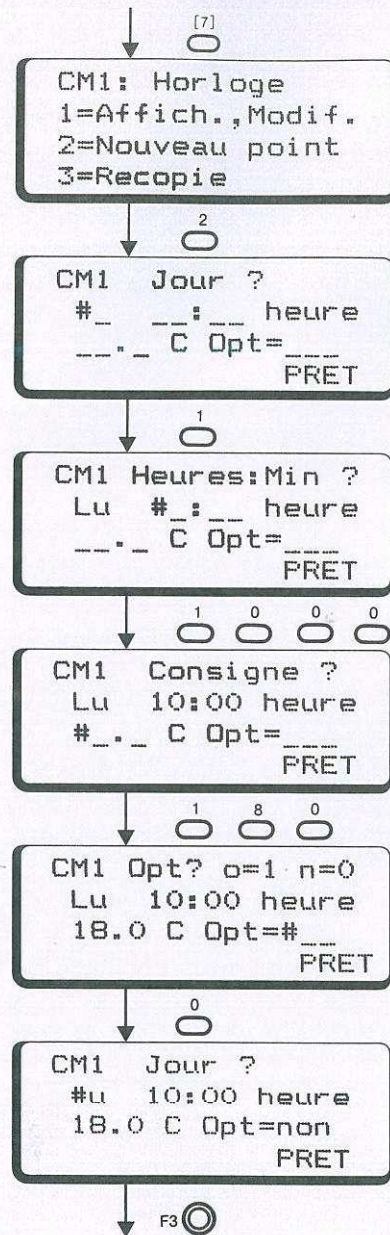 [7]
CM1: Horloge
1=Affich.,Modif.
2=Nouveau point
3=Recopie
2
CM1 Jour ?
#_ __:__ heure
__._ C Opt=___
PRET
1
CM1 Heures:Min ?
Lu #_:__ heure
__._ C Opt=___
PRET
1 0 0 0
CM1 Consigne ?
Lu 10:00 heure
#_._ C Opt=___
PRET
1 8 0
CM1 Opt? o=1 n=0
Lu 10:00 heure
18.0 C Opt=#__
PRET
0
CM1 Jour ?
#u 10:00 heure
18.0 C Opt=non
PRET
F3